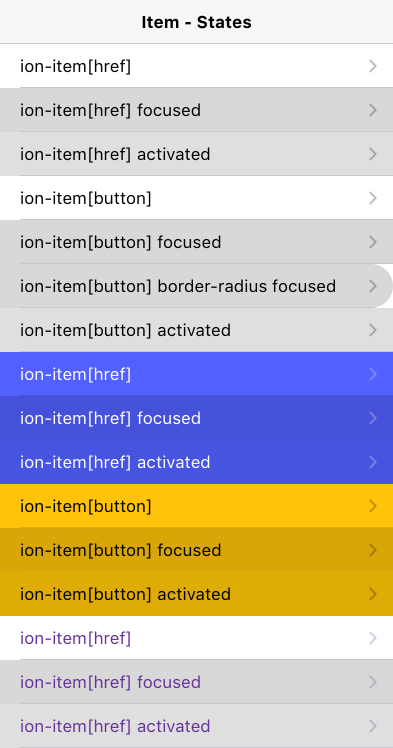 Item - States
ion-item[href]
ion-item[href] focused
ion-item[href] activated
ion-item[button]
ion-item[button] focused
ion-item[button] border-radius focused
ion-item[button] activated
ion-item[href]
ion-item[href] focused
ion-item[href] activated
ion-item[button]
ion-item[button] focused
ion-item[button] activated
ion-item[href]
ion-item[href] focused
ion-item[href] activated